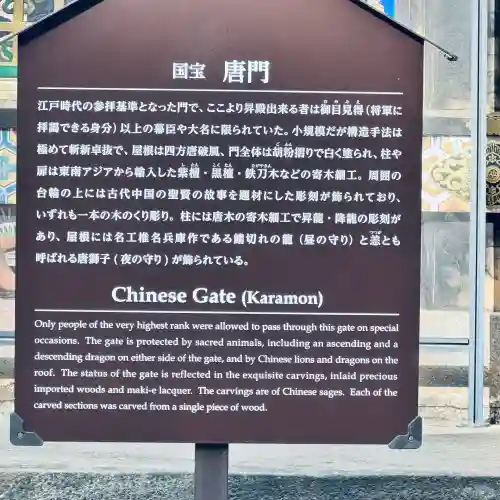 国宝 唐門
江戸時代の参拝基準となった門で、ここより昇殿出来る者は御目見得(将軍に
拝謁できる身分)以上の幕臣や大名に限られていた。小規模だが構造手法は
極めて斬新卓抜で、屋根は四方唐破風、門全体は胡粉摺りで白く塗られ、柱や
扉は東南アジアから輸入した紫檀・黒檀・鉄刀木などの寄木細工。周囲の
台輪の上には古代中国の聖賢の故事を題材にした彫刻が飾られており、
いずれも一本の木のくり彫り。柱には唐木の寄木細工で昇龍・降龍の彫刻が
あり、屋根には名工椎名兵庫作である鰭切れの龍(昼の守り)と恙とも
呼ばれる唐獅子(夜の守り)が飾られている。
Chinese Gate (Karamon)
Only people of the very highest rank were allowed to pass through this gate on special
occasions. The gate is protected by sacred animals, including an ascending and a
descending dragon on either side of the gate, and by Chinese lions and dragons on the
roof. The status of the gate is reflected in the exquisite carvings, inlaid precious
imported woods and maki-e lacquer. The carvings are of Chinese sages. Each of the
carved sections was carved from a single piece of wood.